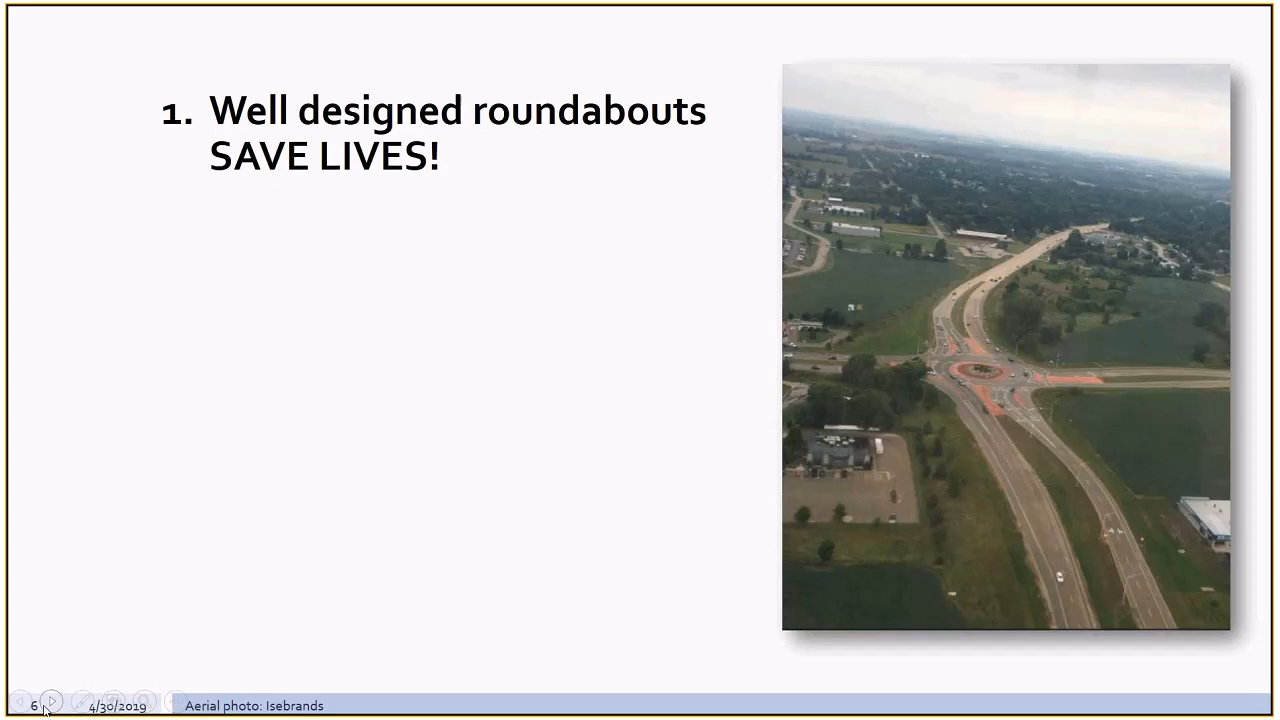 1. Well designed roundabouts
SAVE LIVES!
6
4/30/2019
Aerial photo: Isebrands